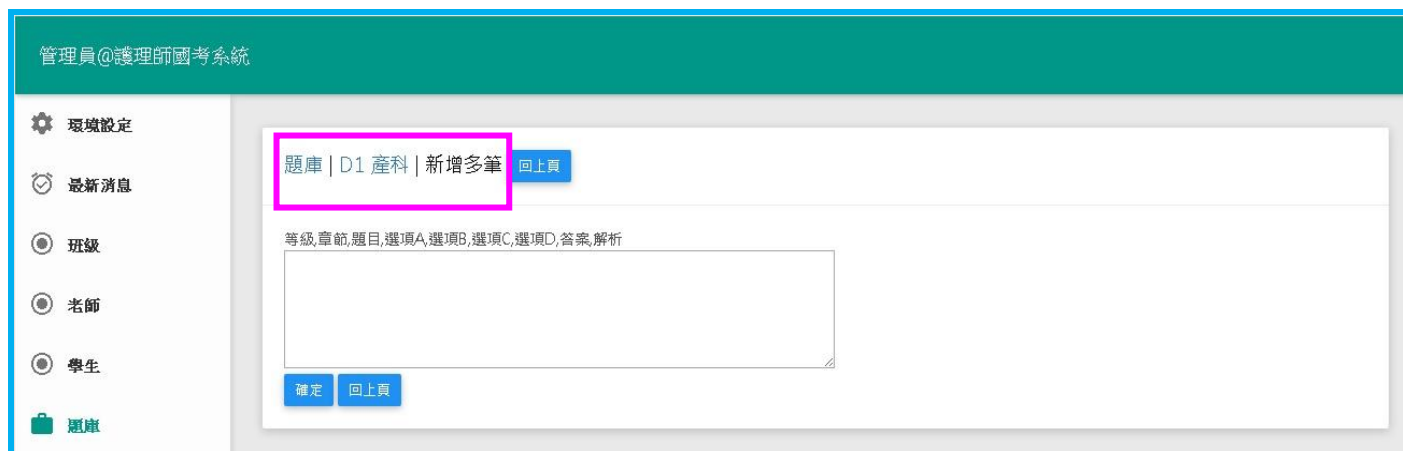 管理員@護理師國考系統
環境設定
最新消息
班級
老師
學生
題庫
題庫 | D1 產科 | 新增多筆 回上頁
等級,章節,題目,選項A,選項B,選項C,選項D,答案,解析
確定 回上頁